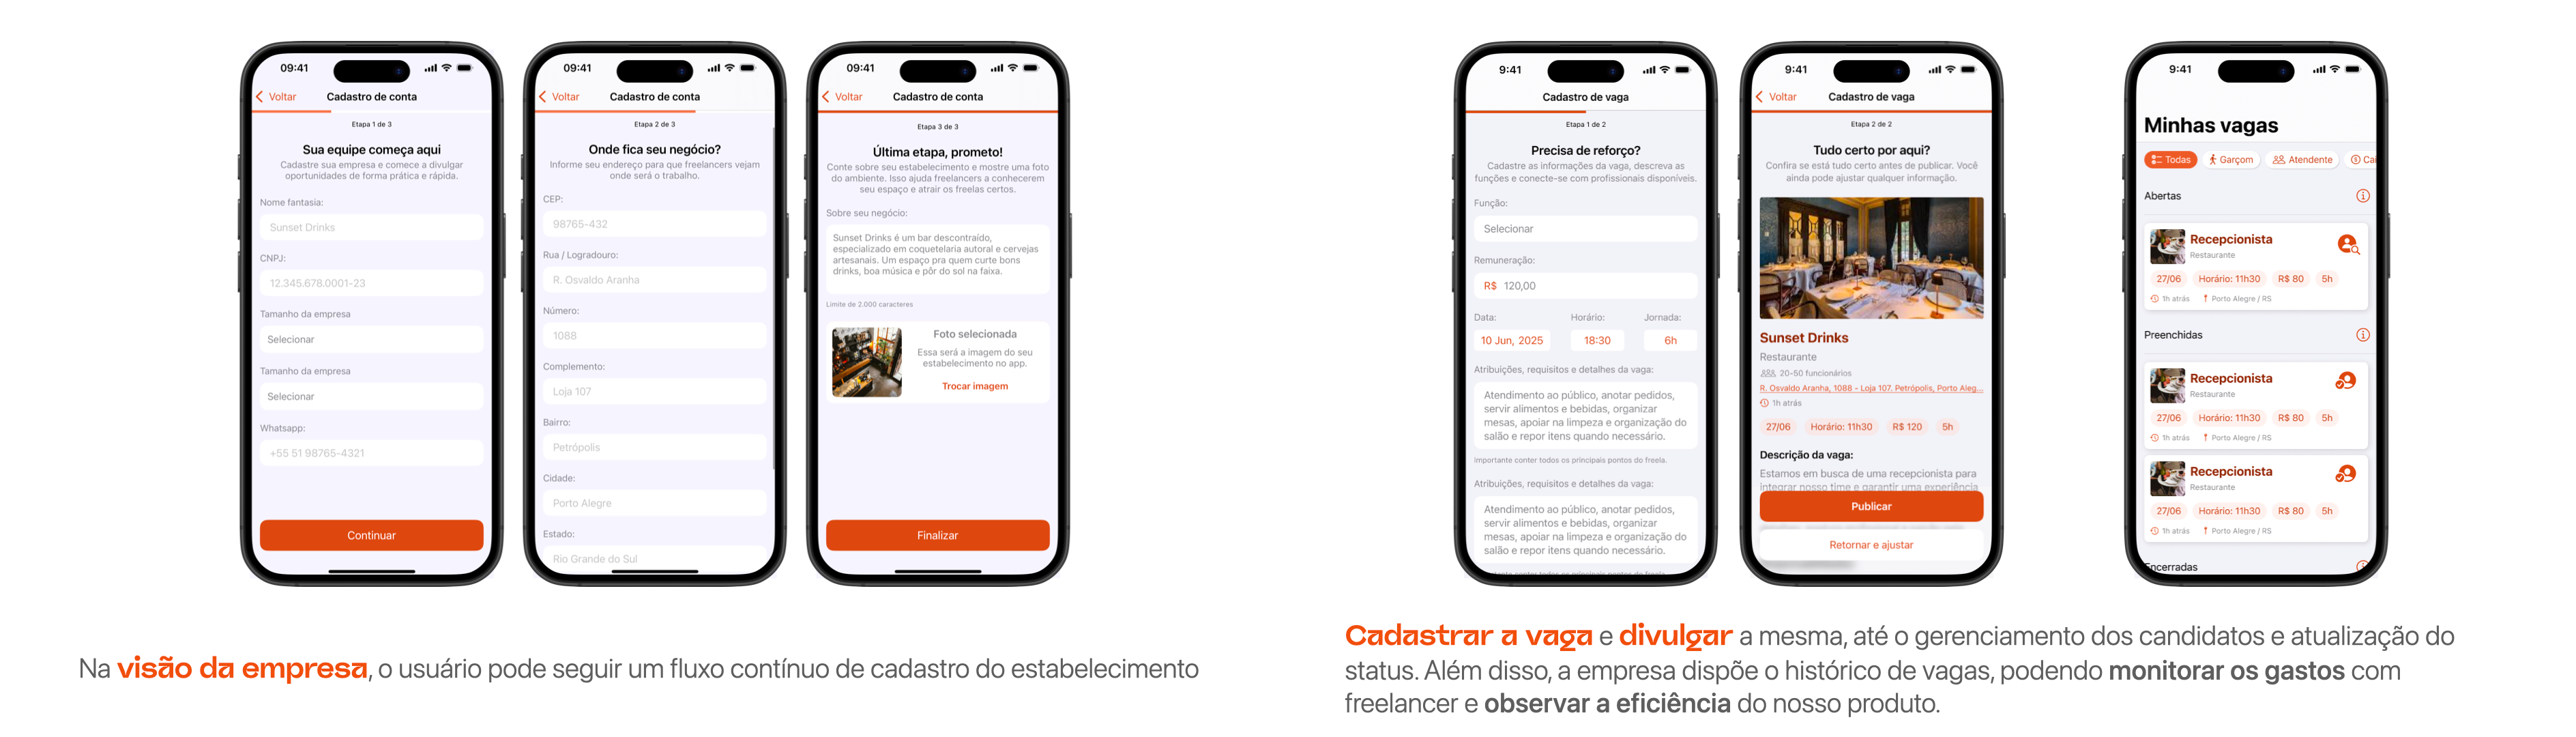 09:41
Voltar
Cadastro de conta
Etapa 1 de 3
Sua equipe começa aqui
Cadastre sua empresa e comece a divulgar
oportunidades de forma prática e rápida.
Nome fantasia:
Sunset Drinks
CNPJ:
12.345.678.0001-23
Tamanho da empresa
Selecionar
Tamanho da empresa
Selecionar
Whatsapp:
+55 51 98765-4321
Continuar
09:41
Voltar
Cadastro de conta
Etapa 2 de 3
Onde fica seu negócio?
Informe seu endereço para que freelancers vejam
onde será o trabalho.
CEP:
98765-432
Rua / Logradouro:
R. Osvaldo Aranha
Número:
1088
Complemento:
Loja 107
Bairro:
Petrópolis
Cidade:
Porto Alegre
Estado:
Rio Grande do Sul
09:41
Voltar
Cadastro de conta
Etapa 3 de 3
Última etapa, prometo!
Conte sobre seu estabelecimento e mostre uma foto
do ambiente. Isso ajuda freelancers a conhecerem
seu espaço e atrair os freelas certos.
Sobre seu negócio:
Sunset Drinks é um bar descontraído,
especializado em coquetelaria autoral e cervejas
artesanais. Um espaço pra quem curte bons
drinks, boa música e pôr do sol na faixa.
Limite de 2.000 caracteres
Foto selecionada
Essa será a imagem do seu
estabelecimento no app.
Trocar imagem
Finalizar
Na visão da empresa, o usuário pode seguir um fluxo contínuo de cadastro do estabelecimento
9:41
Cadastro de vaga
Etapa 1 de 2
Precisa de reforço?
Cadastre as informações da vaga, descreva as
funções e conecte-se com profissionais disponíveis.
Função:
Selecionar
Remuneração:
R$ 120,00
Data: Horário: Jornada:
10 Jun, 2025 18:30 6h
Atribuições, requisitos e detalhes da vaga:
Atendimento ao público, anotar pedidos,
servir alimentos e bebidas, organizar
mesas, apoiar na limpeza e organização do
salão e repor itens quando necessário.
Importante conter todos os principais pontos do freela.
Atribuições, requisitos e detalhes da vaga:
Atendimento ao público, anotar pedidos,
servir alimentos e bebidas, organizar
mesas, apoiar na limpeza e organização do
salão e repor itens quando necessário.
9:41
Voltar
Cadastro de vaga
Etapa 2 de 2
Tudo certo por aqui?
Confira se está tudo certo antes de publicar. Você
ainda pode ajustar qualquer informação.
Sunset Drinks
Restaurante
20-50 funcionários
R. Osvaldo Aranha, 1088 - Loja 107. Petrópolis, Porto Aleg...
1h atrás
27/06 Horário: 11h30 R$ 120 5h
Descrição da vaga:
Estamos em busca de uma recepcionista para
integrar nosso time e garantir uma experiência
Publicar
Retornar e ajustar
9:41
Minhas vagas
Todas Garçom Atendente Cai
Abertas
Recepcionista
Restaurante
27/06 Horário: 11h30 R$ 80 5h
1h atrás Porto Alegre / RS
Preenchidas
Recepcionista
Restaurante
27/06 Horário: 11h30 R$ 80 5h
1h atrás Porto Alegre / RS
Recepcionista
Restaurante
27/06 Horário: 11h30 R$ 80 5h
1h atrás Porto Alegre / RS
Encerradas
Cadastrar a vaga e divulgar a mesma, até o gerenciamento dos candidatos e atualização do
status. Além disso, a empresa dispõe o histórico de vagas, podendo monitorar os gastos com
freelancer e observar a eficiência do nosso produto.